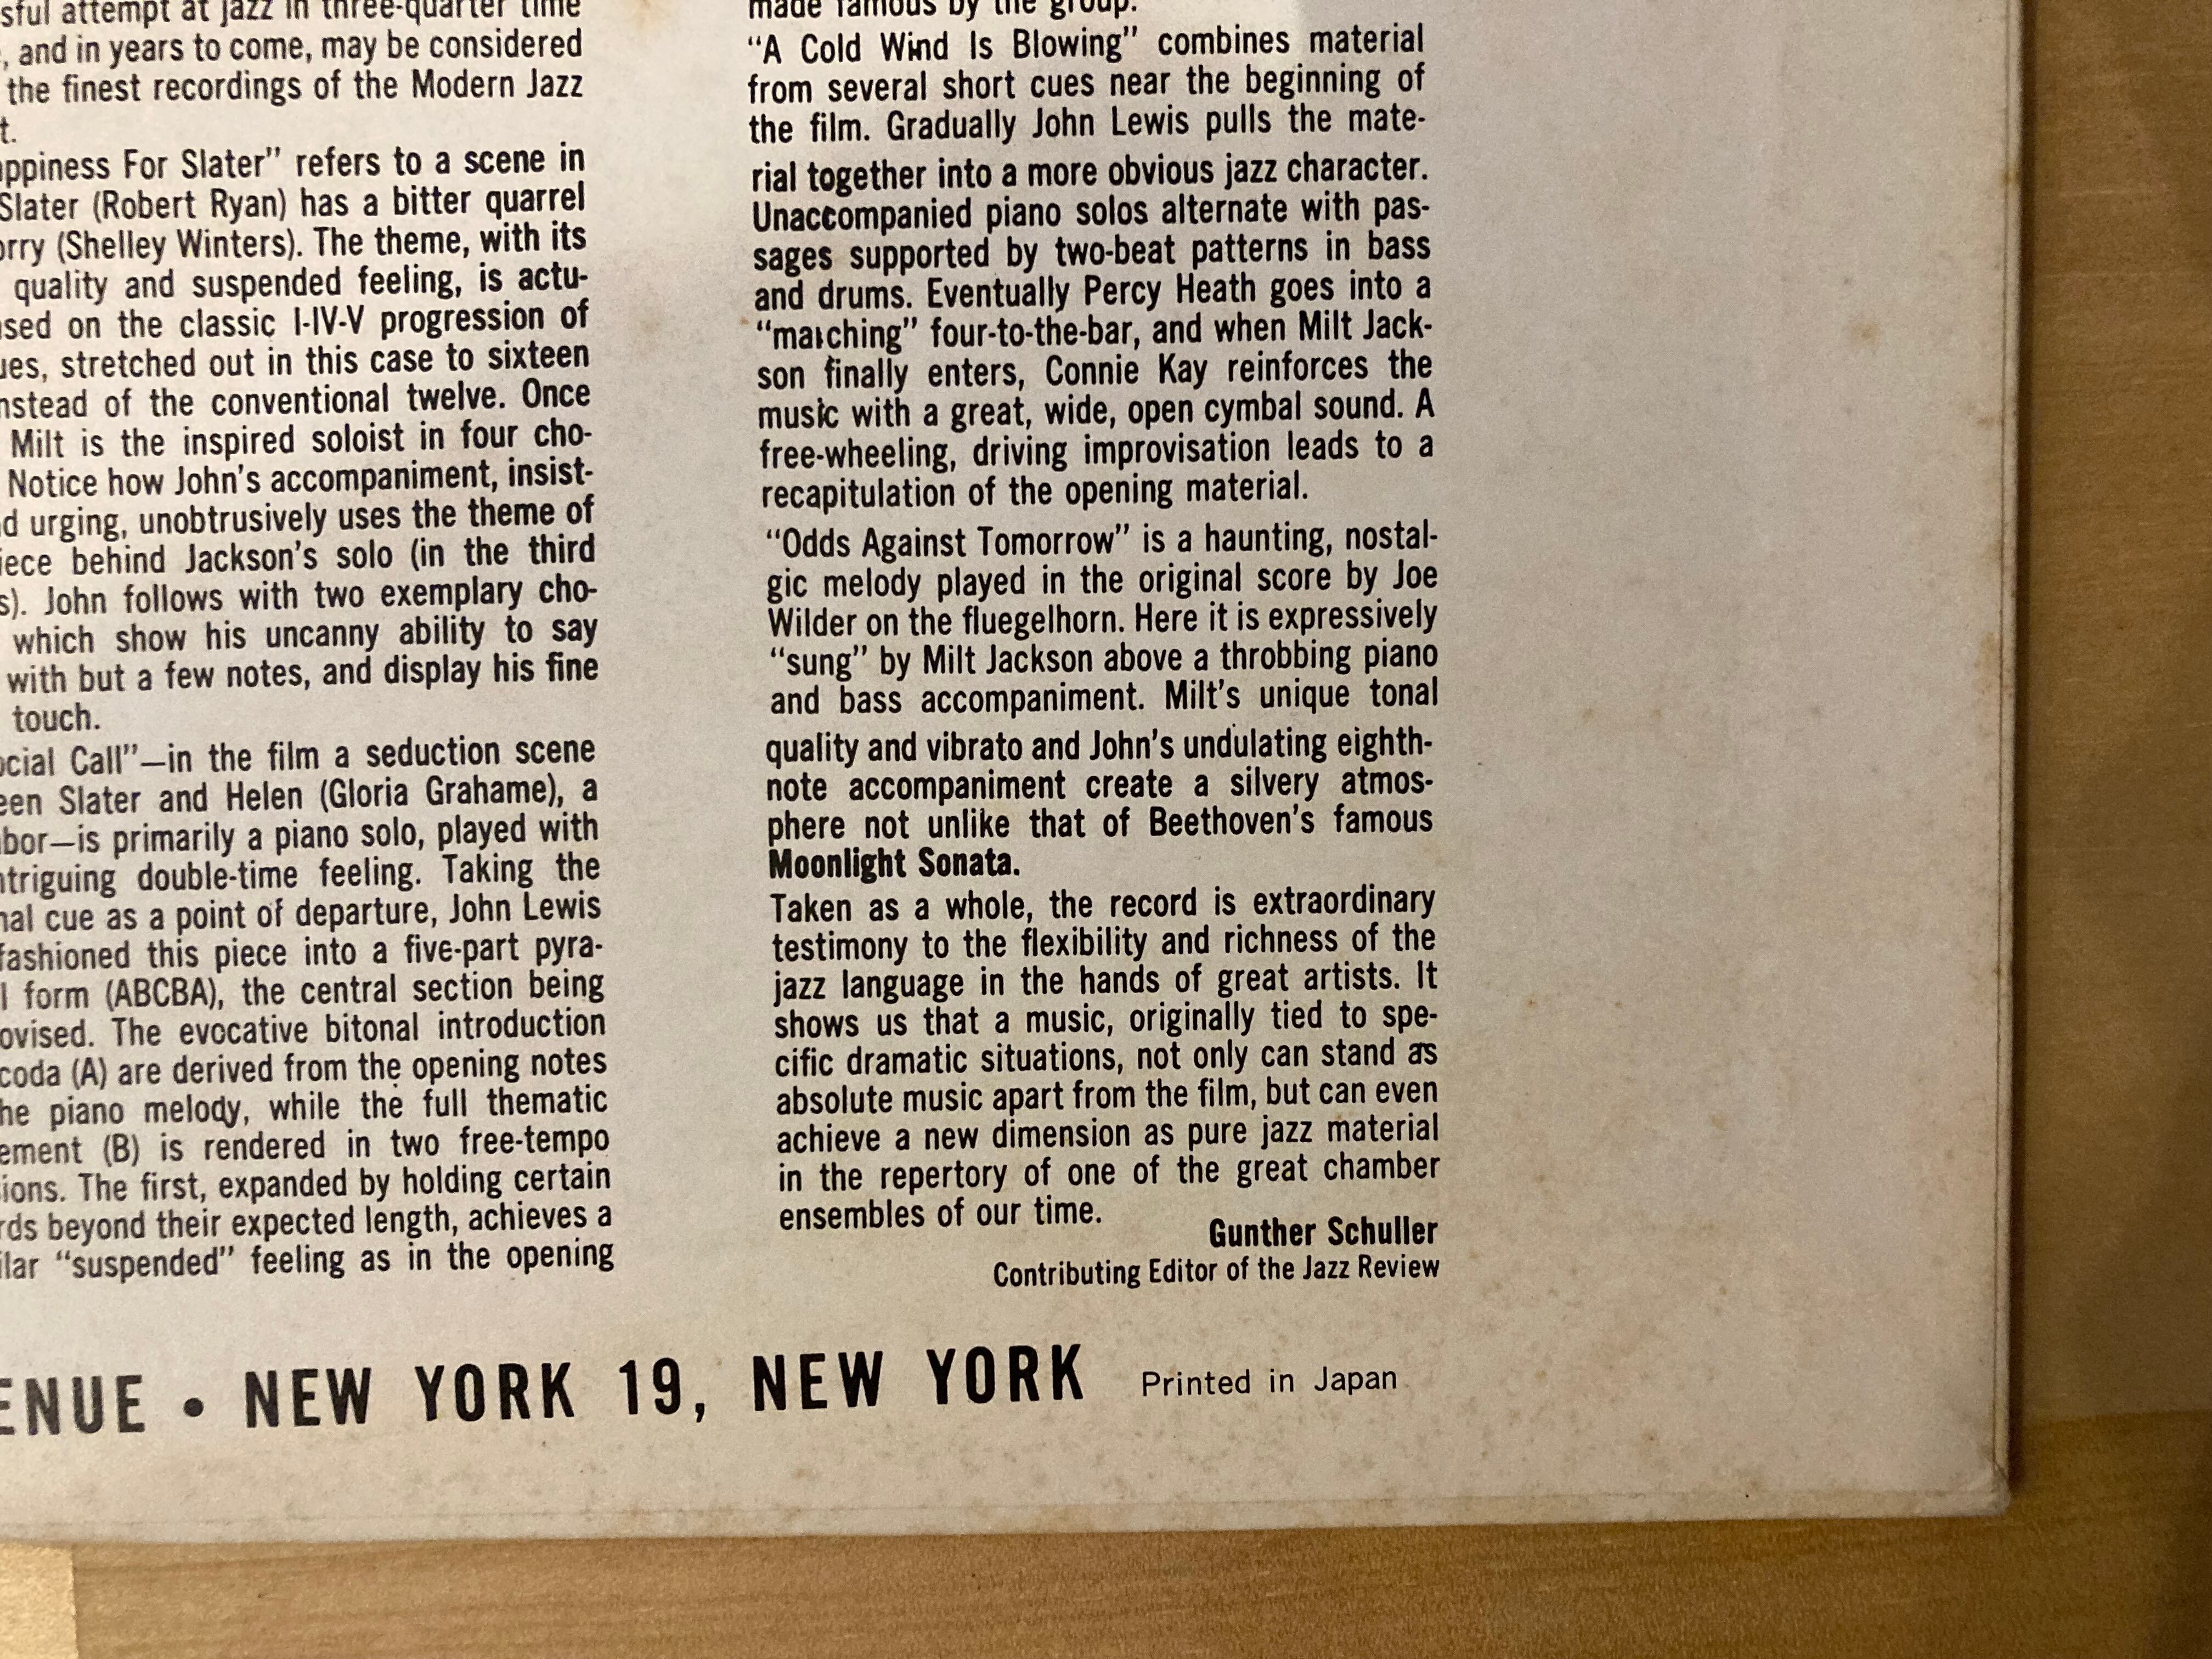 attempt at jazz in three-quarter time
, and in years to come, may be considered
the finest recordings of the Modern Jazz
t.
For Slater” refers to a scene in
Slater (Robert Ryan) has a bitter quarrel
(Shelley Winters). The theme, with its
quality and suspended feeling, is actu-
on the classic I-IV-V progression of
stretched out in this case to sixteen
of the conventional twelve. Once
Milt is the inspired soloist in four cho-
Notice how John’s accompaniment, insist-
urging, unobtrusively uses the theme of
behind Jackson’s solo (in the third
s). John follows with two exemplary cho-
which show his uncanny ability to say
with but a few notes, and display his fine
touch.
Call”—in the film a seduction scene
Slater and Helen (Gloria Grahame), a
bor—is primarily a piano solo, played with
double-time feeling. Taking the
cue as a point of departure, John Lewis
fashioned this piece into a five-part pyra-
l form (ABCBA), the central section being
ovised. The evocative bitonal introduction
coda (A) are derived from the opening notes
he piano melody, while the full thematic
ement (B) is rendered in two free-tempo
sions. The first, expanded by holding certain
rds beyond their expected length, achieves a
ilar “suspended” feeling as in the opening
made famous by the group.
“A Cold Wind Is Blowing” combines material
from several short cues near the beginning of
the film. Gradually John Lewis pulls the mate-
rial together into a more obvious jazz character.
Unaccompanied piano solos alternate with pas-
sages supported by two-beat patterns in bass
and drums. Eventually Percy Heath goes into a
“marching” four-to-the-bar, and when Milt Jack-
son finally enters, Connie Kay reinforces the
music with a great, wide, open cymbal sound. A
free-wheeling, driving improvisation leads to a
recapitulation of the opening material.
“Odds Against Tomorrow” is a haunting, nostal-
gic melody played in the original score by Joe
Wilder on the fluegelhorn. Here it is expressively
“sung” by Milt Jackson above a throbbing piano
and bass accompaniment. Milt’s unique tonal
quality and vibrato and John’s undulating eighth-
note accompaniment create a silvery atmos-
phere not unlike that of Beethoven’s famous
Moonlight Sonata.
Taken as a whole, the record is extraordinary
testimony to the flexibility and richness of the
jazz language in the hands of great artists. It
shows us that a music, originally tied to spe-
cific dramatic situations, not only can stand as
absolute music apart from the film, but can even
achieve a new dimension as pure jazz material
in the repertory of one of the great chamber
ensembles of our time.
Gunther Schuller
Contributing Editor of the Jazz Review
ENUE • NEW YORK 19, NEW YORK Printed in Japan